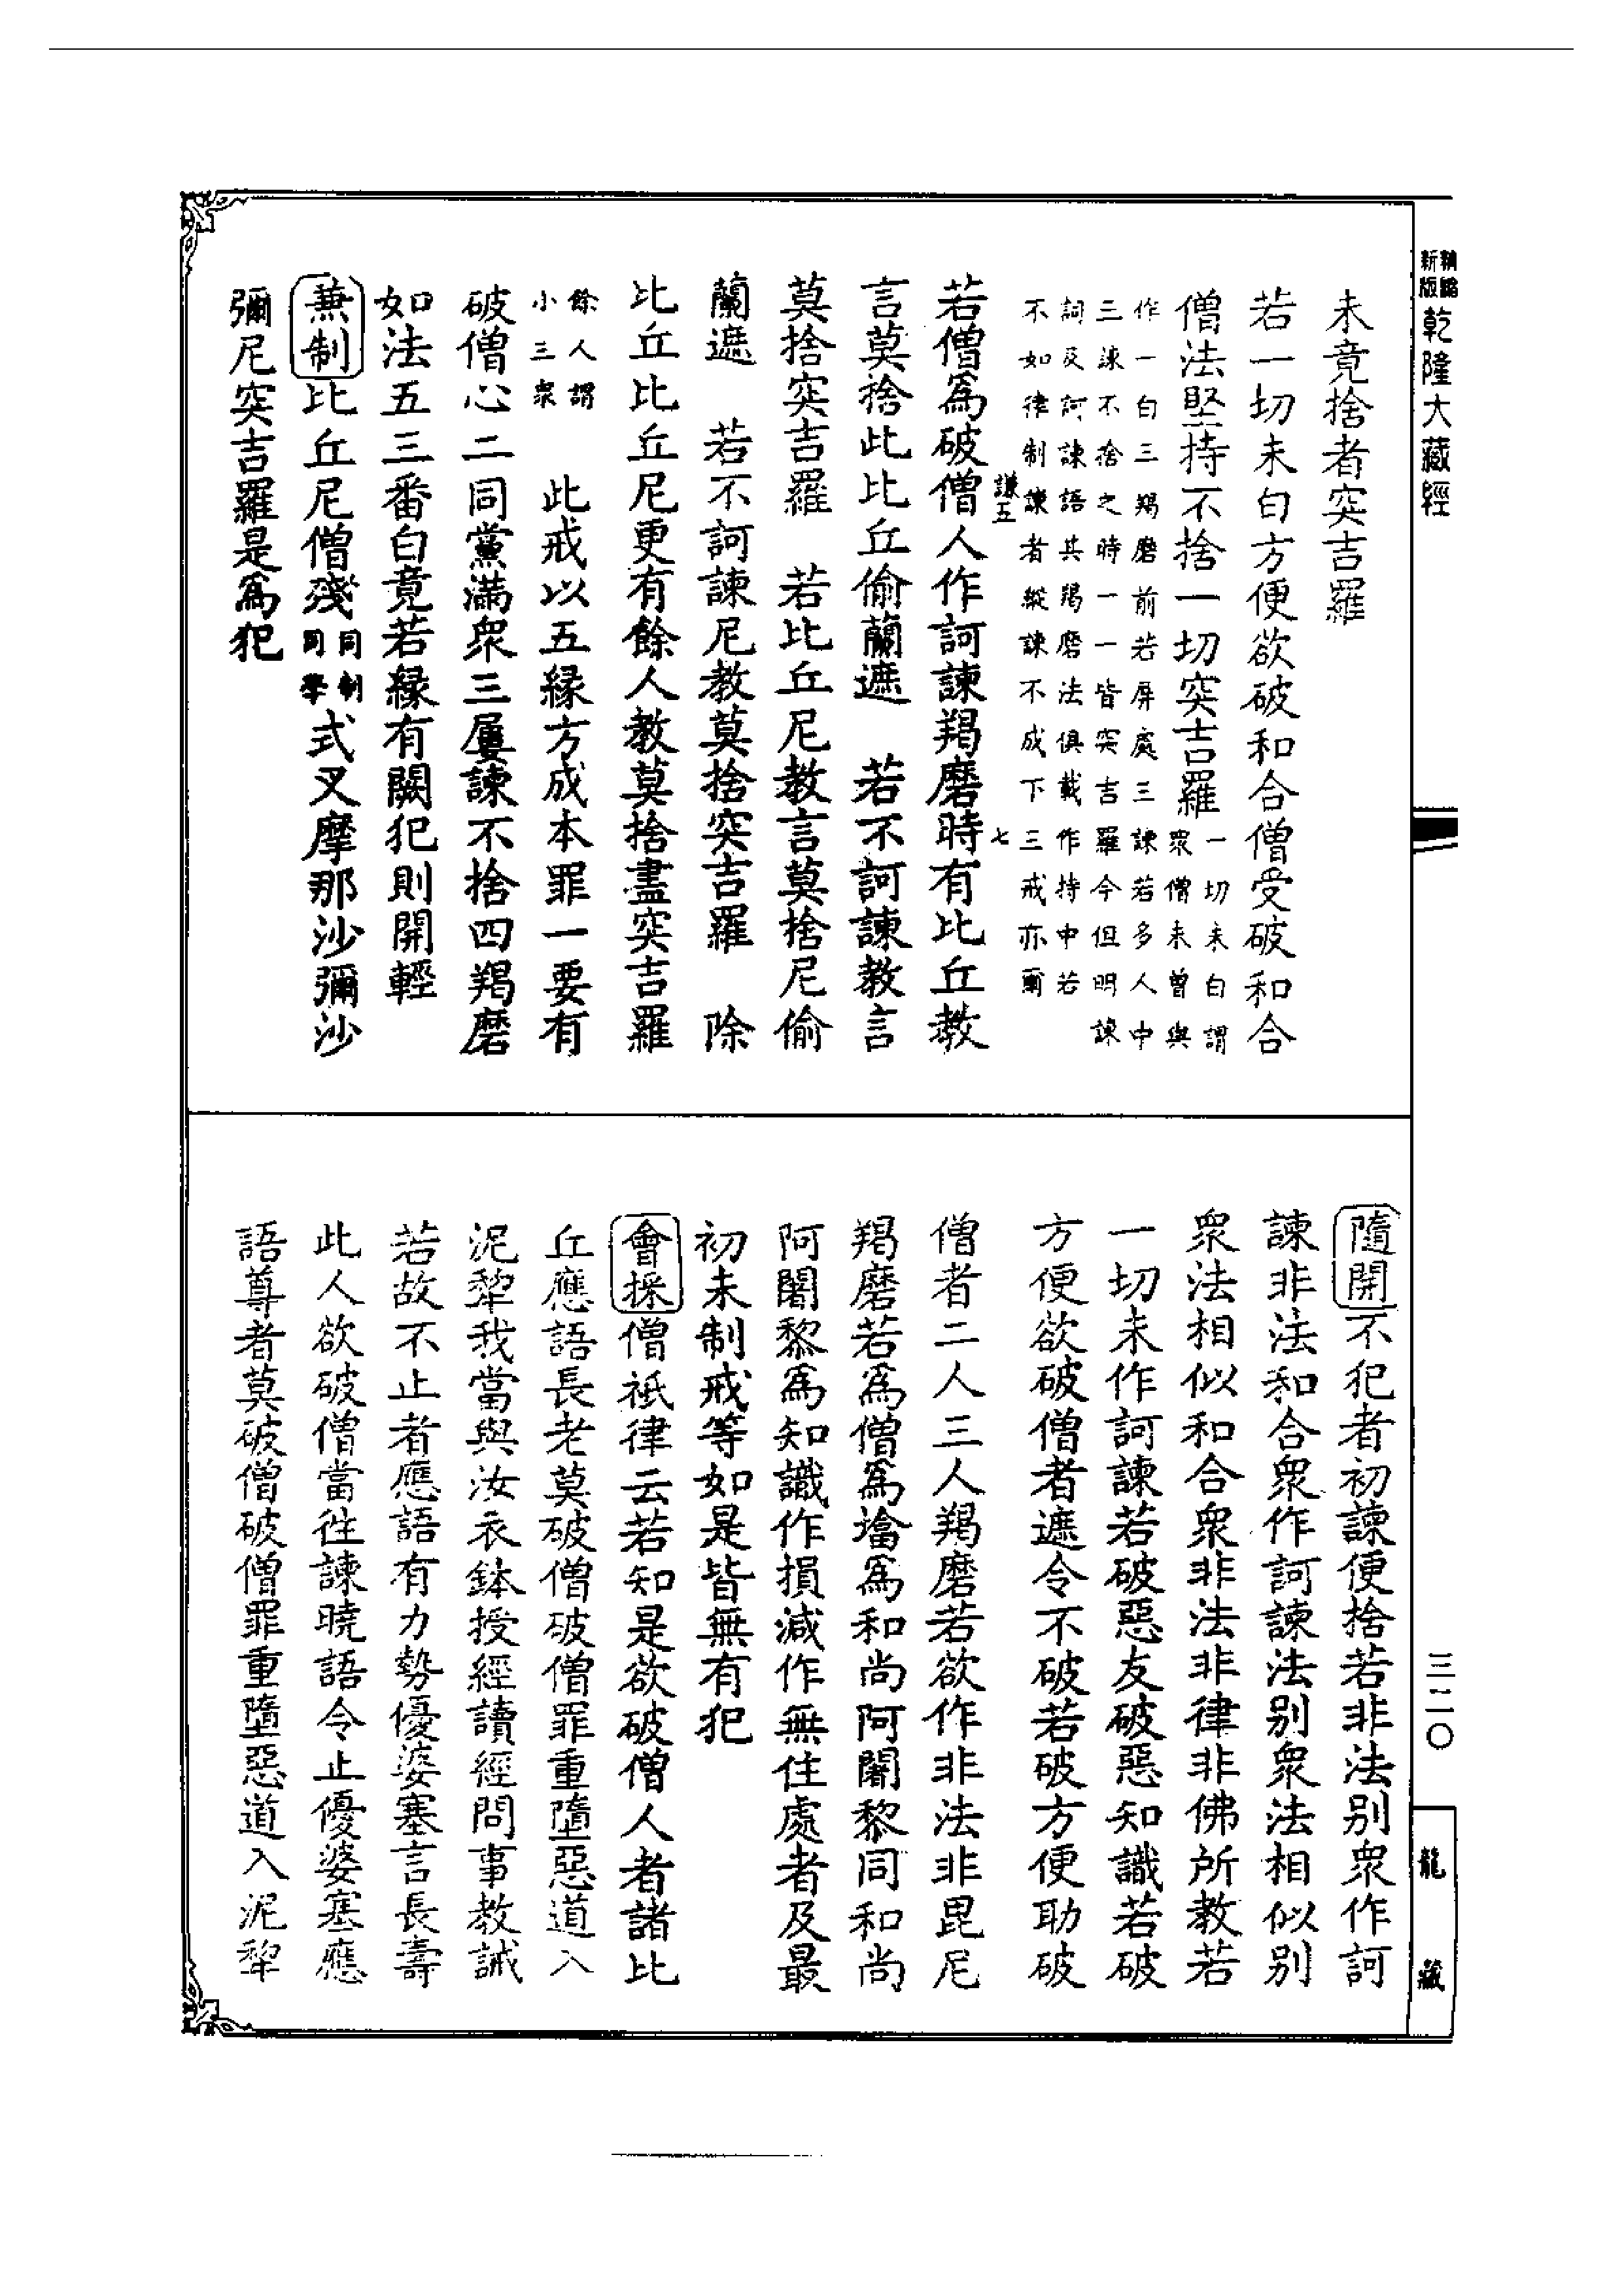 新版
精縮
乾隆大藏經
三二〇
龍藏
未竟捨者突吉羅
若一切未白方便欲破和合僧受破和合
僧法堅持不捨一切突吉羅
一切未白謂
眾僧未曾與
作一白三羯磨前若屏處三諫若多人中
三諫不捨之時一一皆突吉羅今但明諫
詞及訶諫語其羯磨法俱載作持中若
不如律制諫者縱諫不成下三戒亦爾
謙五
七
若僧為破僧人作訶諫羯磨時有比丘教
言莫捨此比丘偷蘭遮　若不訶諫教言
莫捨突吉羅　若比丘尼教言莫捨尼偷
蘭遮　若不訶諫尼教莫捨突吉羅　除
比丘比丘尼更有餘人教莫捨盡突吉羅
餘人謂
小三眾
此戒以五緣方成本罪一要有
破僧心二同黨滿眾三屢諫不捨四羯磨
如法五三番白竟若緣有闕犯則開輕
兼制比丘尼僧殘
同制
同學
式叉摩那沙彌沙
彌尼突吉羅是為犯
隨開不犯者初諫便捨若非法別眾作訶
諫非法和合眾作訶諫法別眾法相似別
眾法相似和合眾非法非律非佛所教若
一切未作訶諫若破惡友破惡知識若破
方便欲破僧者遮令不破若破方便助破
僧者二人三人羯磨若欲作非法非毘尼
羯磨若為僧為墖為和尚阿闍黎同和尚
阿闍黎為知識作損減作無住處者及最
初未制戒等如是皆無有犯
會採僧祇律云若知是欲破僧人者諸比
丘應語長老莫破僧破僧罪重墮惡道入
泥犂我當與汝衣鉢授經讀經問事教誡
若故不止者應語有力勢優婆塞言長壽
此人欲破僧當往諫曉語令止優婆塞應
語尊者莫破僧破僧罪重墮惡道入泥犂